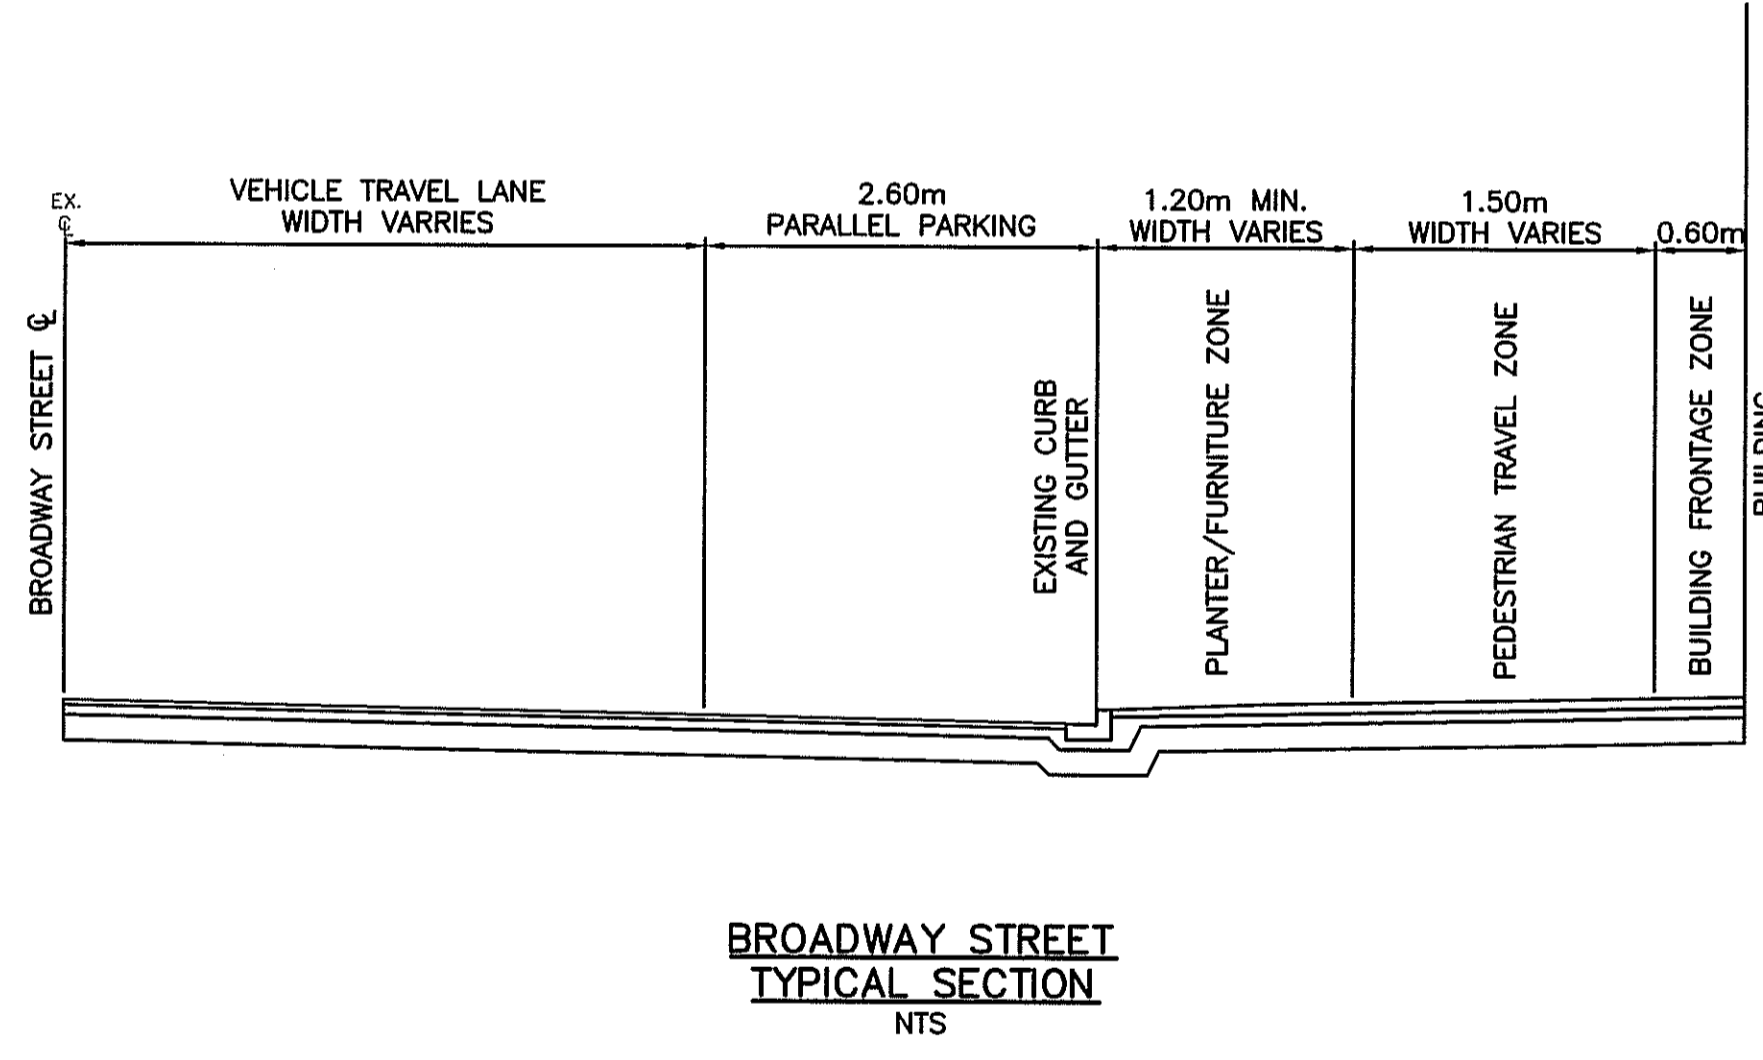 EX.
℄
VEHICLE TRAVEL LANE
WIDTH VARRIES
2.60m
PARALLEL PARKING
1.20m MIN.
WIDTH VARIES
1.50m
WIDTH VARIES
0.60m
BROADWAY STREET ℄
EXISTING CURB
AND GUTTER
PLANTER/FURNITURE ZONE
PEDESTRIAN TRAVEL ZONE
BUILDING FRONTAGE ZONE
BUILDING
BROADWAY STREET
TYPICAL SECTION
NTS